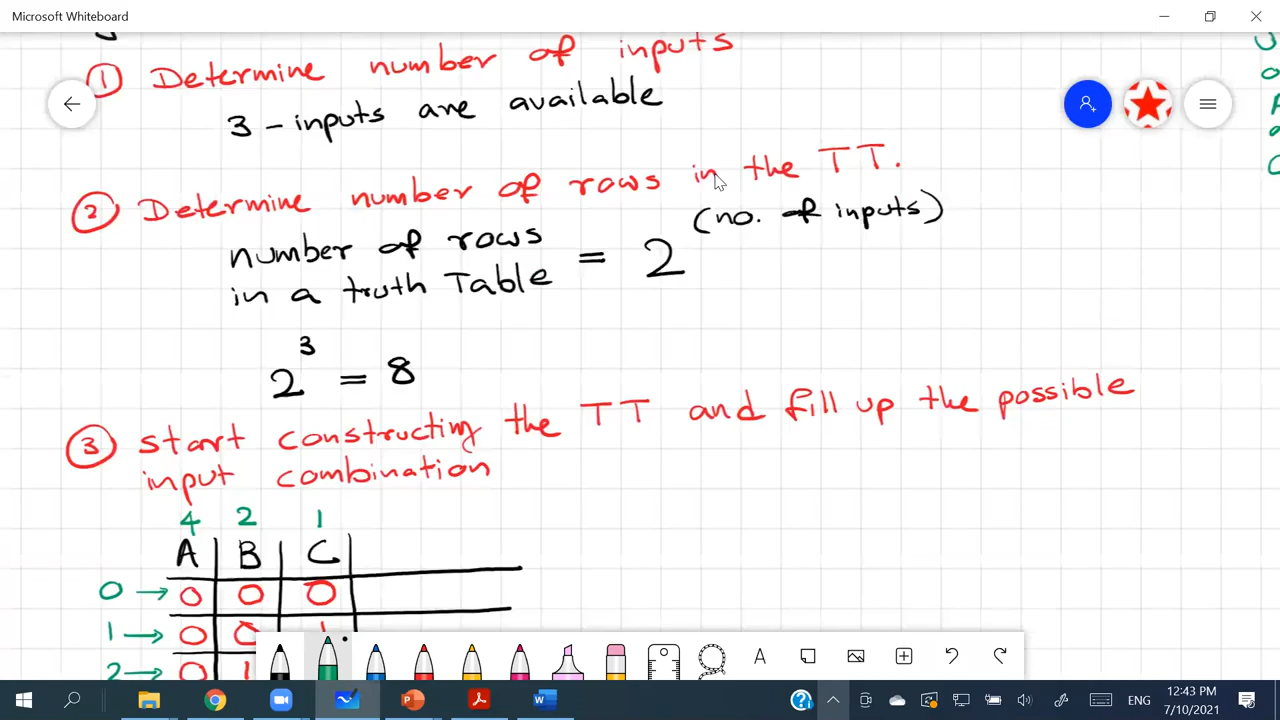 Microsoft Whiteboard
① Determine number of inputs
3 - inputs are available
② Determine number of rows in the TT.
number of rows in a truth Table = 2 (no. of inputs)
2 3 = 8
③ start constructing the TT and fill up the possible
input combination
4 2 1
A B C
0 → 0 0 0
1 → 0 0 1
2 → 0 1
A
ENG
12:43 PM
7/10/2021